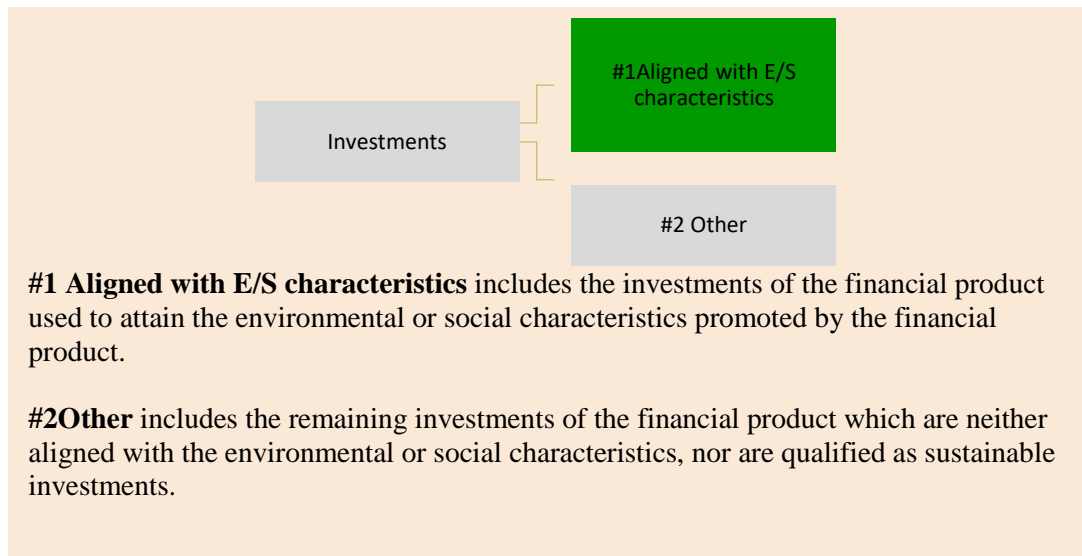 #1Aligned with E/S
characteristics
Investments
#2 Other
#1 Aligned with E/S characteristics includes the investments of the financial product
used to attain the environmental or social characteristics promoted by the financial
product.
#2Other includes the remaining investments of the financial product which are neither
aligned with the environmental or social characteristics, nor are qualified as sustainable
investments.